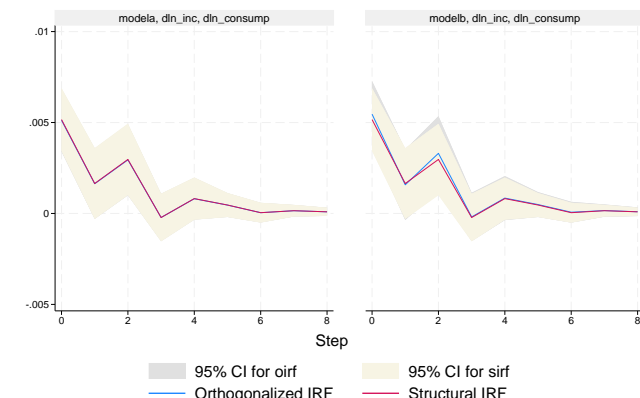 modela, dln_inc, dln_consump modelb, dln_inc, dln_consump
.01
.005
0
-.005
0 2 4 6 8 0 2 4 6 8
Step
95% CI for oirf 95% CI for sirf
Orthogonalized IRF Structural IRF